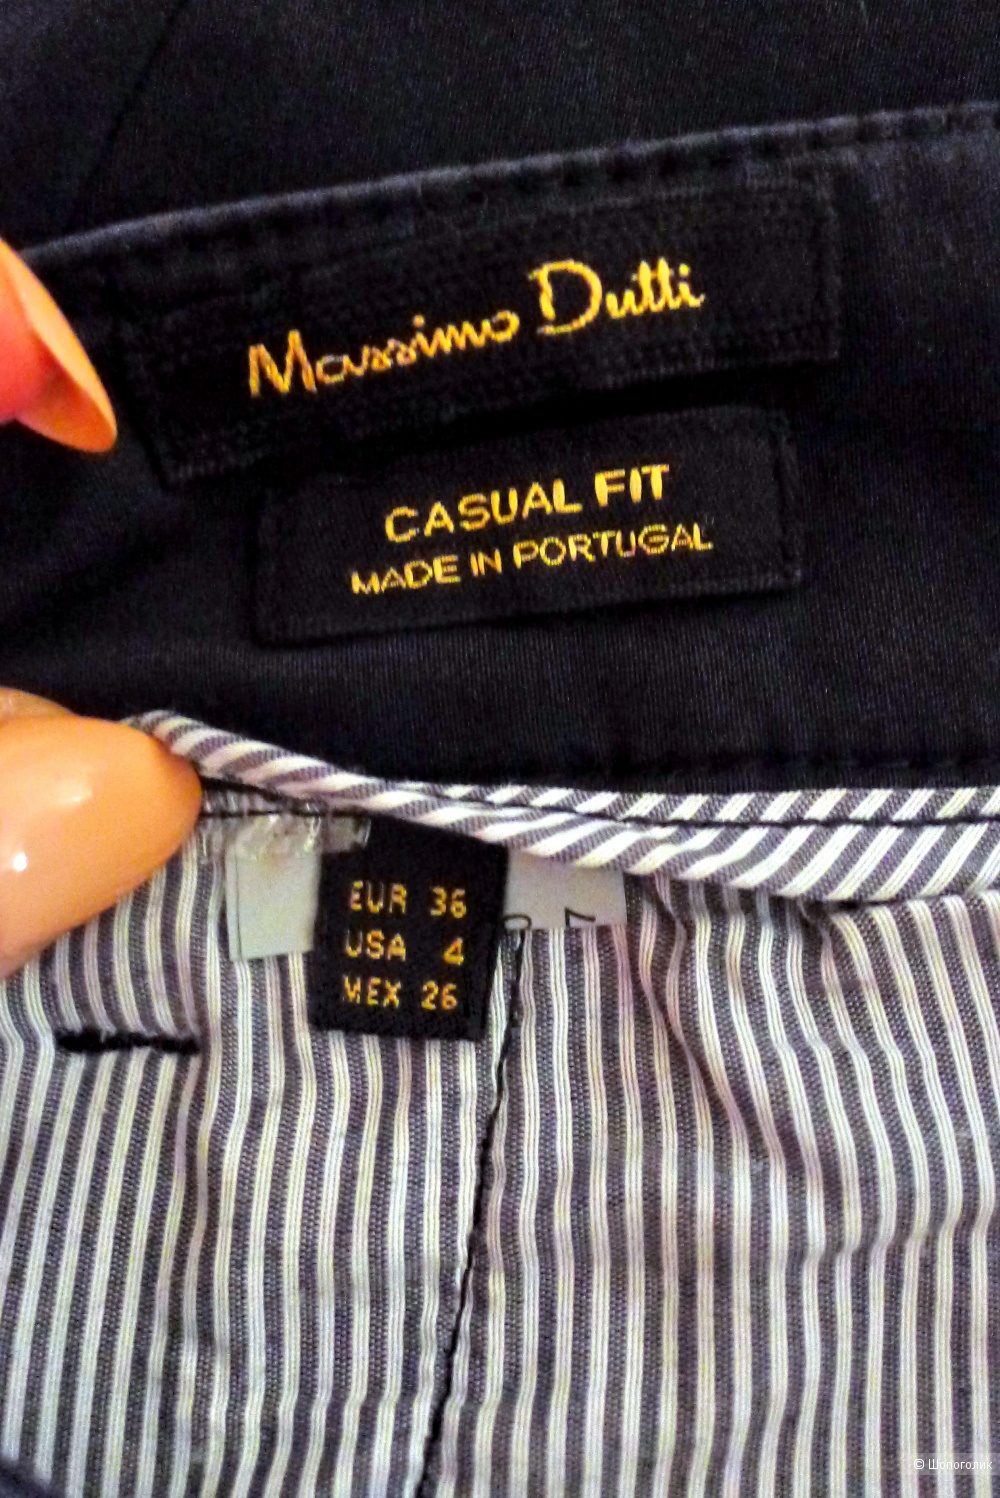 Massimo Dutti
CASUAL FIT
MADE IN PORTUGAL
EUR 36
USA 4
MEX 26
© Шопоголик